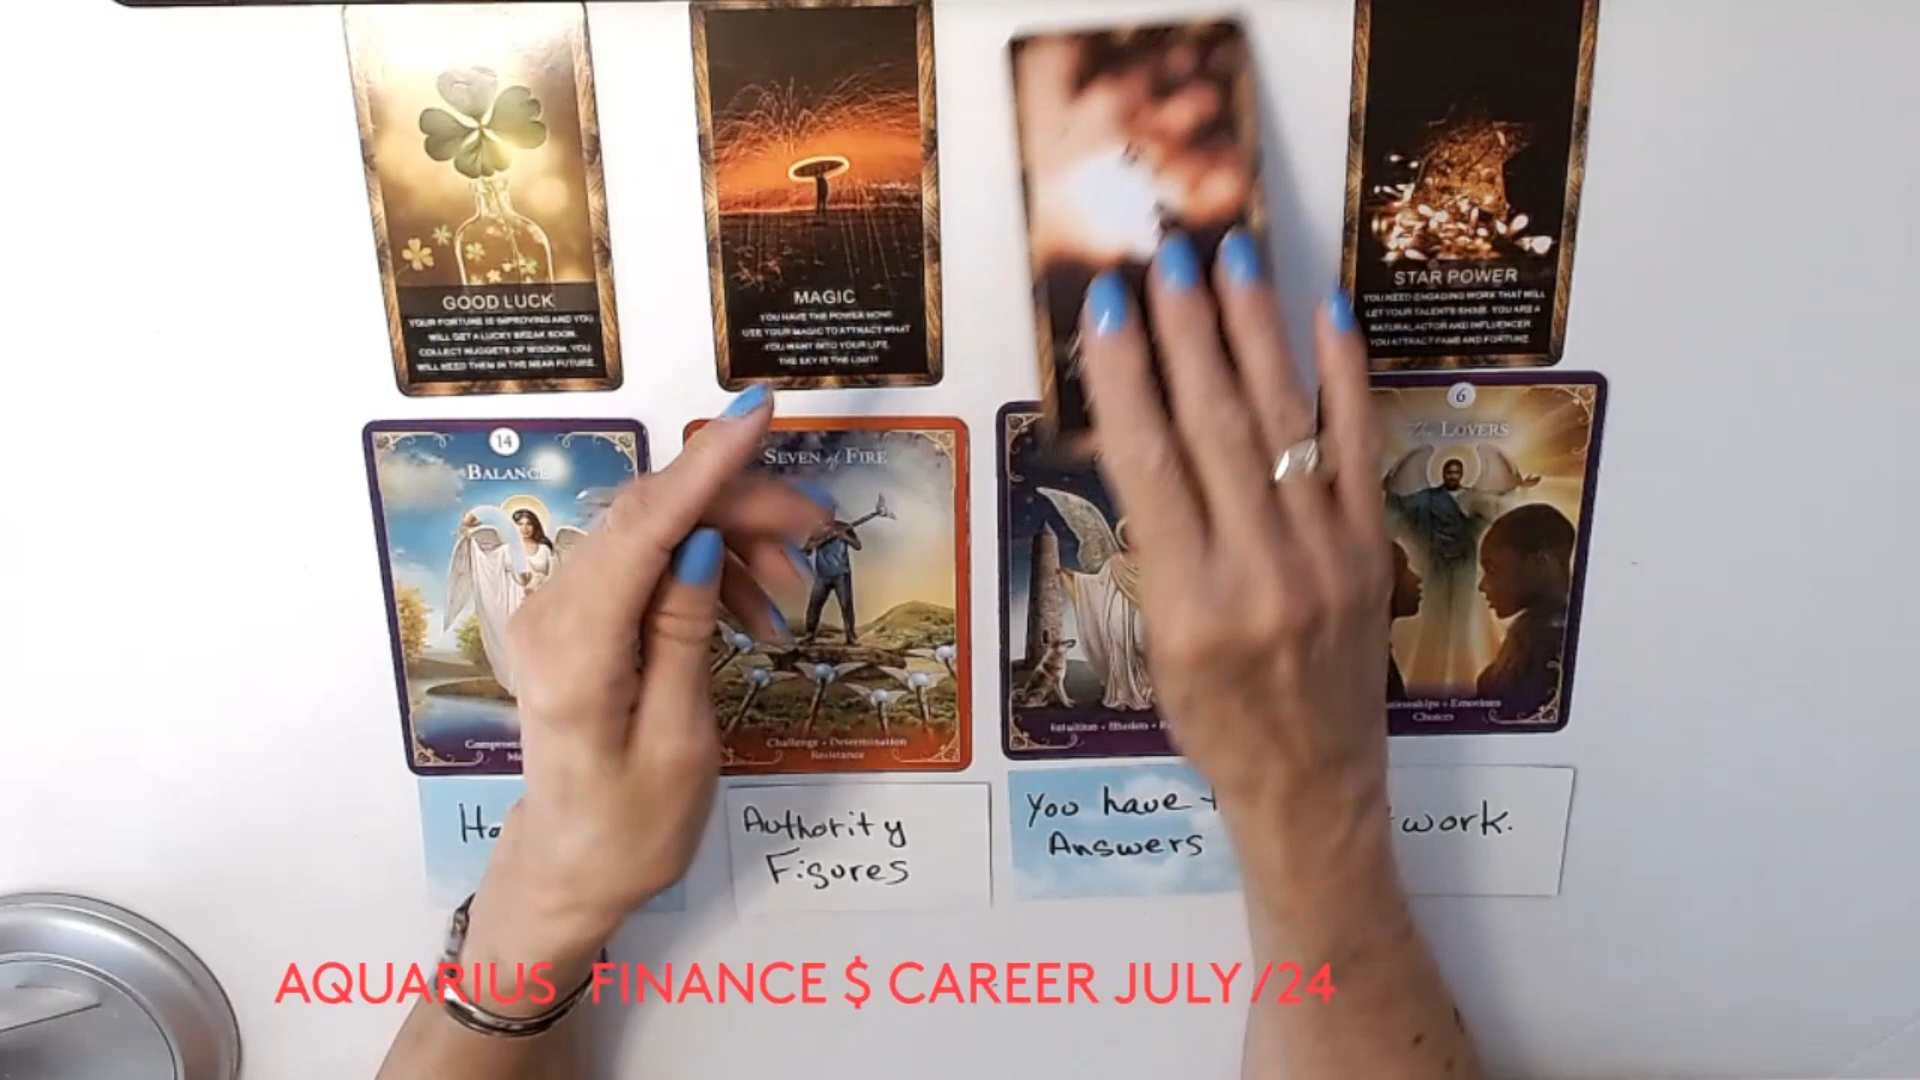 GOOD LUCK
YOUR FORTUNE IS IMPROVING AND YOU
WILL GET A LUCKY BREAK SOON.
COLLECT NUGGETS OF WISDOM. YOU
WILL NEED THEM IN THE NEAR FUTURE.
MAGIC
YOU HAVE THE POWER NOW!
USE YOUR MAGIC TO ATTRACT WHAT
YOU WANT INTO YOUR LIFE.
THE SKY IS THE LIMIT!
STAR POWER
YOU NEED ENGAGING WORK THAT WILL
LET YOUR TALENTS SHINE. YOU ARE A
NATURAL ACTOR AND INFLUENCER.
YOU ATTRACT FAME AND FORTUNE.
14
BALANCE
SEVEN of FIRE
Challenge • Determination
Resistance
Intuition • Illusion •
6
The LOVERS
Emotions
Choices
Authority
Figures
You have
Answers
work.
AQUARIUS FINANCE $ CAREER JULY/24